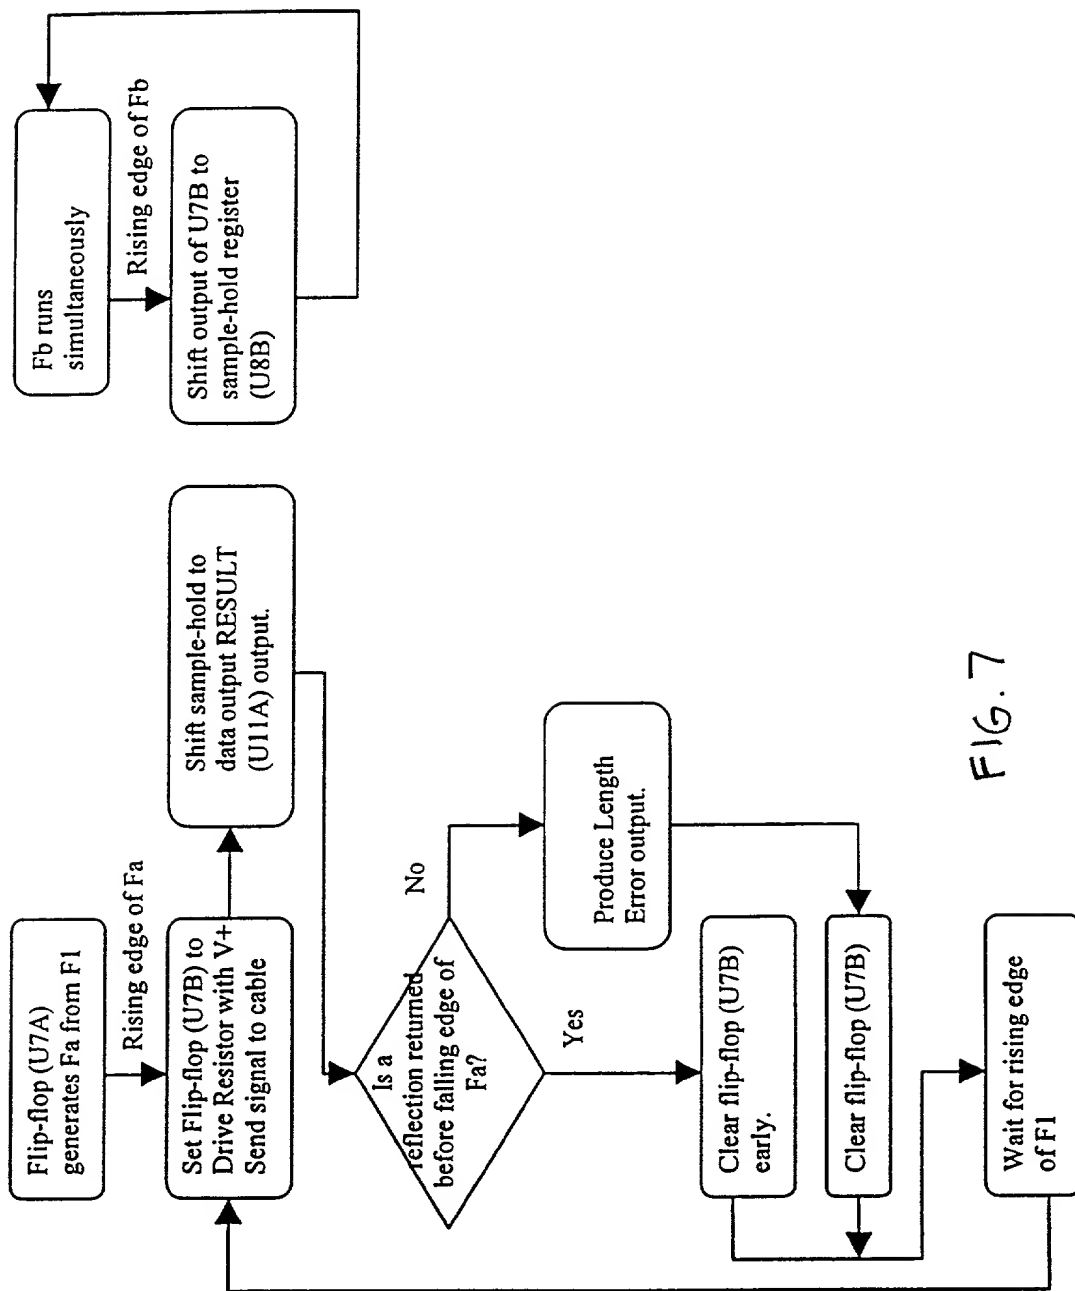 Flip-flop (U7A)
generates Fa from F1
Rising edge of Fa
Set Flip-flop (U7B) to
Drive Resistor with V+
Send signal to cable
Shift sample-hold to
data output RESULT
(U11A) output.
Is a
reflection returned
before falling edge of
Fa?
No
Yes
Produce Length
Error output.
Clear flip-flop (U7B)
early.
Clear flip-flop (U7B)
Wait for rising edge
of F1
Fb runs
simultaneously
Rising edge of Fb
Shift output of U7B to
sample-hold register
(U8B)
FIG. 7